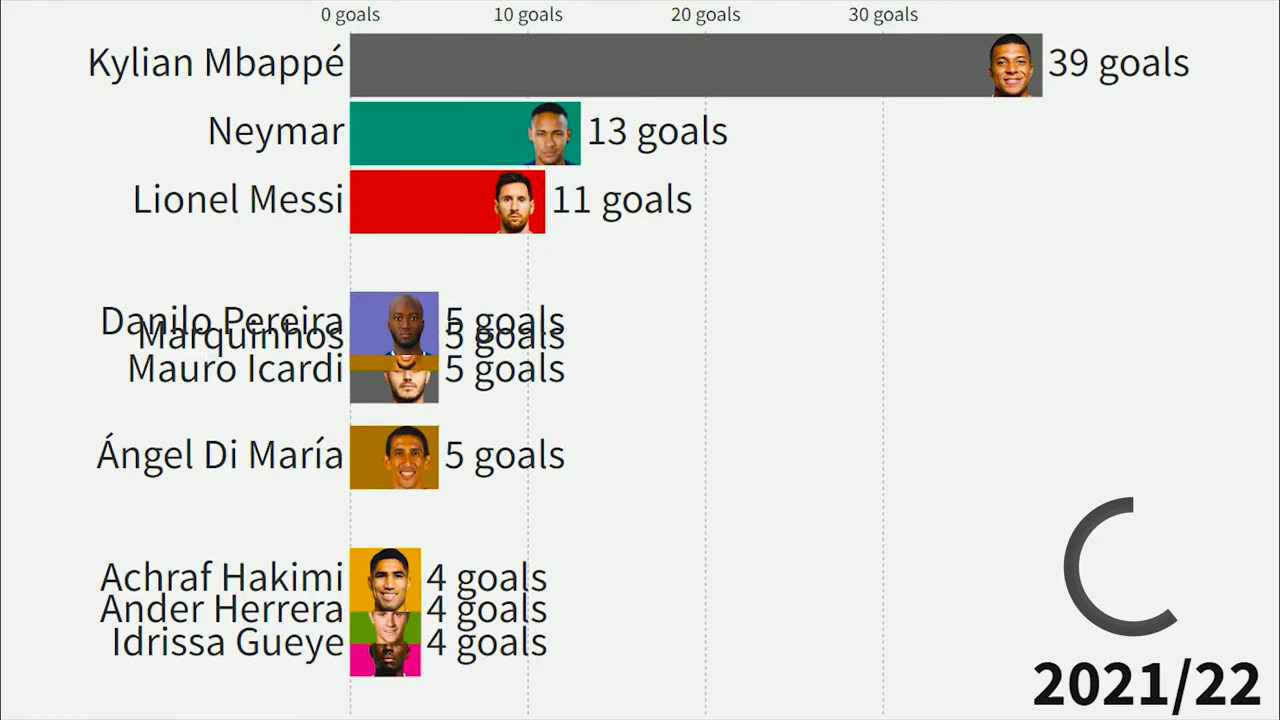 0 goals 10 goals 20 goals 30 goals
Kylian Mbappé 39 goals
Neymar 13 goals
Lionel Messi 11 goals
Danilo Pereira 5 goals
Marquinhos 5 goals
Mauro Icardi 5 goals
Ángel Di María 5 goals
Achraf Hakimi 4 goals
Ander Herrera 4 goals
Idrissa Gueye 4 goals
2021/22